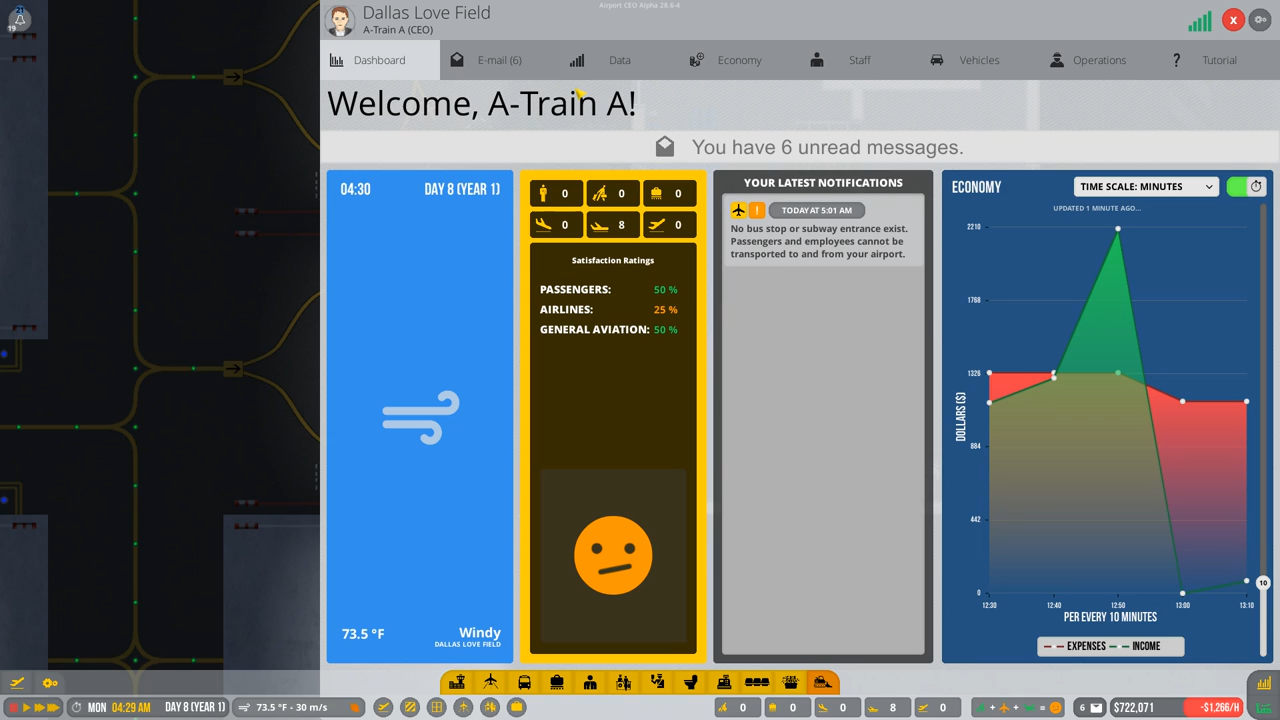 Airport CEO Alpha 28.6-4
21
19
Dallas Love Field
A-Train A (CEO)
X
Dashboard
E-mail (6)
Data
Economy
Staff
Vehicles
Operations
?
Tutorial
Welcome, A-Train A!
You have 6 unread messages.
04:30
DAY 8 (YEAR 1)
73.5 °F
Windy
DALLAS LOVE FIELD
0
0
0
0
8
0
Satisfaction Ratings
PASSENGERS: 50 %
AIRLINES: 25 %
GENERAL AVIATION: 50 %
YOUR LATEST NOTIFICATIONS
! TODAY AT 5:01 AM
No bus stop or subway entrance exist.
Passengers and employees cannot be
transported to and from your airport.
ECONOMY
TIME SCALE: MINUTES
UPDATED 1 MINUTE AGO...
2210
1768
1326
884
442
0
DOLLARS ($)
12:30
12:40
12:50
13:00
13:10
PER EVERY 10 MINUTES
EXPENSES
INCOME
10
MON 04:29 AM DAY 8 (YEAR 1)
73.5 °F - 30 m/s
0
0
0
8
0
+ + =
6
$722,071
-$1,266/H